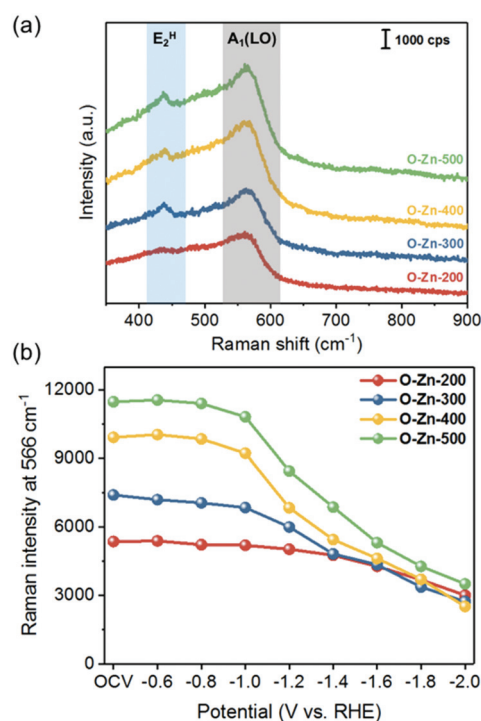 (a)
E₂ᴴ
A₁(LO)
1000 cps
Intensity (a.u.)
O-Zn-500
O-Zn-400
O-Zn-300
O-Zn-200
400 500 600 700 800 900
Raman shift (cm⁻¹)
(b)
12000
9000
6000
3000
0
Raman intensity at 566 cm⁻¹
O-Zn-200
O-Zn-300
O-Zn-400
O-Zn-500
OCV -0.6 -0.8 -1.0 -1.2 -1.4 -1.6 -1.8 -2.0
Potential (V vs. RHE)